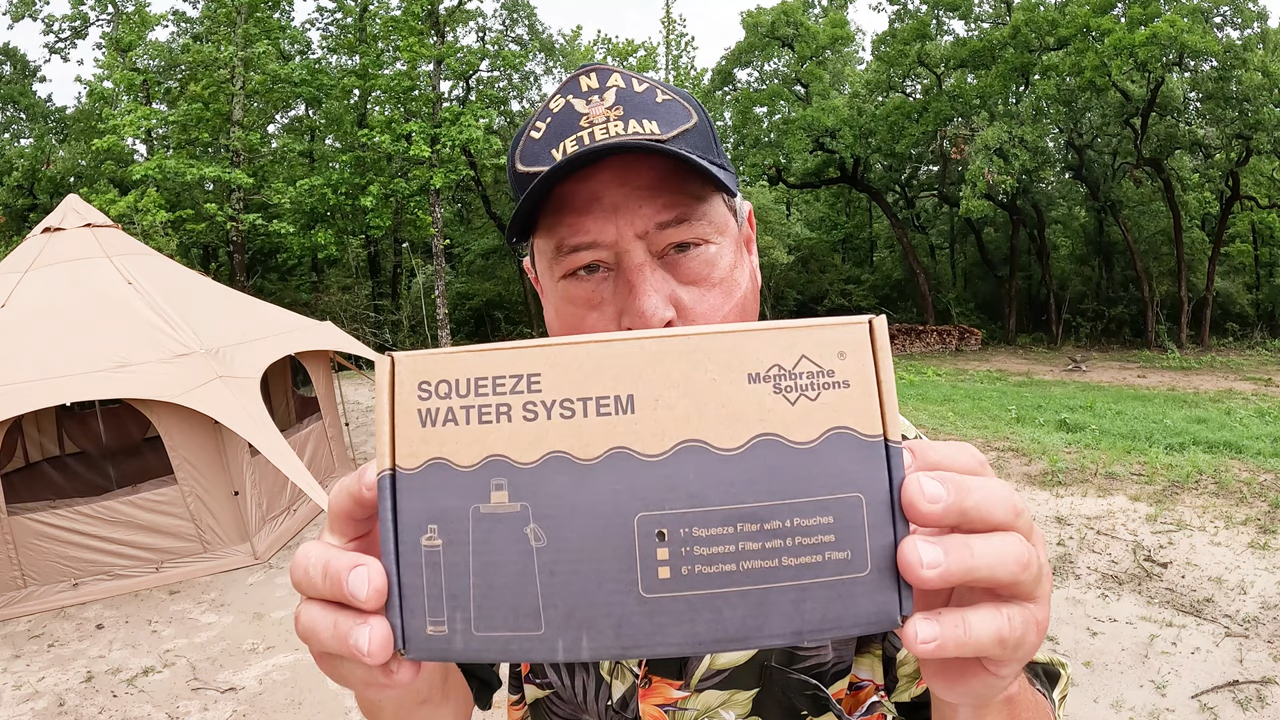 U.S. NAVY
VETERAN
SQUEEZE
WATER SYSTEM
Membrane
Solutions
®
1* Squeeze Filter with 4 Pouches
1* Squeeze Filter with 6 Pouches
6* Pouches (Without Squeeze Filter)